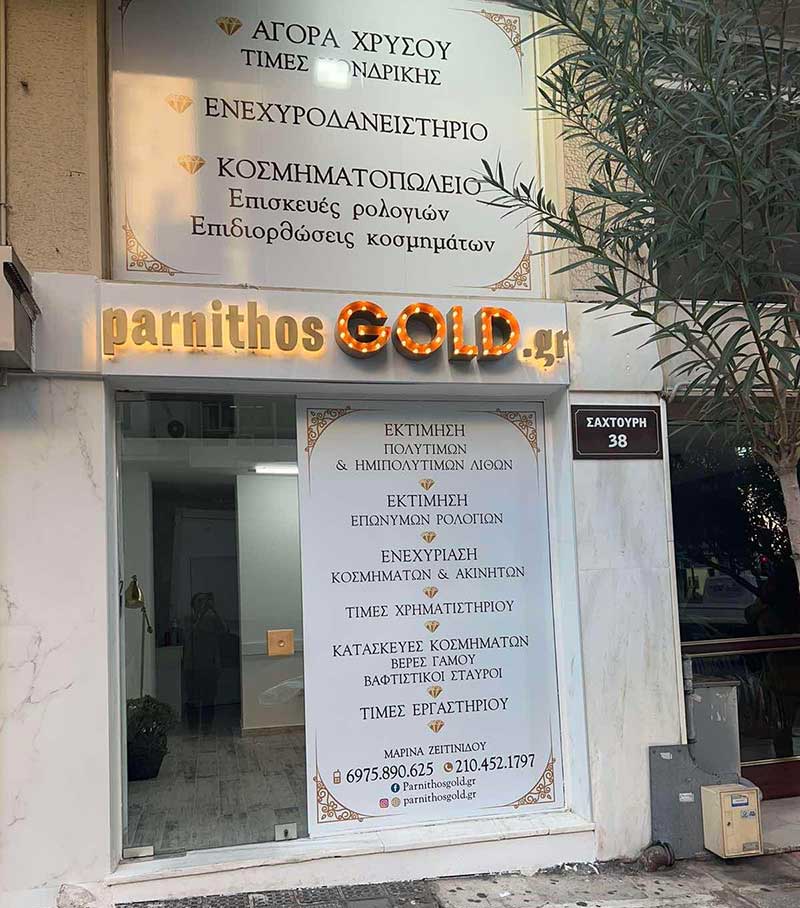 ΑΓΟΡΑ ΧΡΥΣΟΥ
ΤΙΜΕΣ ΧΟΝΔΡΙΚΗΣ
ΕΝΕΧΥΡΟΔΑΝΕΙΣΤΗΡΙΟ
ΚΟΣΜΗΜΑΤΟΠΩΛΕΙΟ
Επισκευές ρολογιών
Επιδιορθώσεις κοσμημάτων
parnithos GOLD.gr
ΣΑΧΤΟΥΡΗ
38
ΕΚΤΙΜΗΣΗ
ΠΟΛΥΤΙΜΩΝ
& ΗΜΙΠΟΛΥΤΙΜΩΝ ΛΙΘΩΝ
ΕΚΤΙΜΗΣΗ
ΕΠΩΝΥΜΩΝ ΡΟΛΟΓΙΩΝ
ΕΝΕΧΥΡΙΑΣΗ
ΚΟΣΜΗΜΑΤΩΝ & ΑΚΙΝΗΤΩΝ
ΤΙΜΕΣ ΧΡΗΜΑΤΙΣΤΗΡΙΟΥ
ΚΑΤΑΣΚΕΥΕΣ ΚΟΣΜΗΜΑΤΩΝ
ΒΕΡΕΣ ΓΑΜΟΥ
ΒΑΦΤΙΣΤΙΚΟΙ ΣΤΑΥΡΟΙ
ΤΙΜΕΣ ΕΡΓΑΣΤΗΡΙΟΥ
ΜΑΡΙΝΑ ΖΕΙΤΙΝΙΔΟΥ
6975.890.625 210.452.1797
Parnithosgold.gr
parnithosgold.gr